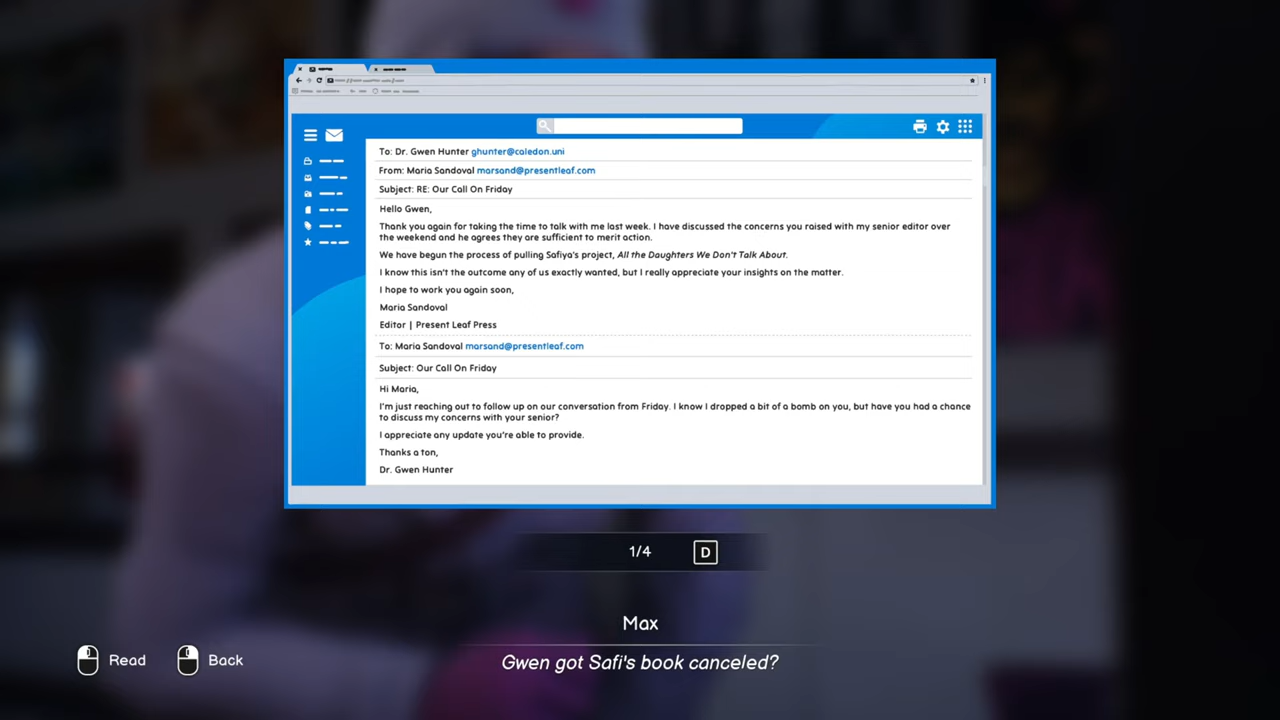 To: Dr. Gwen Hunter ghunter@caledon.uni
From: Maria Sandoval marsand@presentleaf.com
Subject: RE: Our Call On Friday
Hello Gwen,
Thank you again for taking the time to talk with me last week. I have discussed the concerns you raised with my senior editor over
the weekend and he agrees they are sufficient to merit action.
We have begun the process of pulling Safiya's project, All the Daughters We Don't Talk About.
I know this isn't the outcome any of us exactly wanted, but I really appreciate your insights on the matter.
I hope to work you again soon,
Maria Sandoval
Editor | Present Leaf Press
To: Maria Sandoval marsand@presentleaf.com
Subject: Our Call On Friday
Hi Maria,
I'm just reaching out to follow up on our conversation from Friday. I know I dropped a bit of a bomb on you, but have you had a chance
to discuss my concerns with your senior?
I appreciate any update you're able to provide.
Thanks a ton,
Dr. Gwen Hunter
1/4 D
Max
Read Back
Gwen got Safi's book canceled?